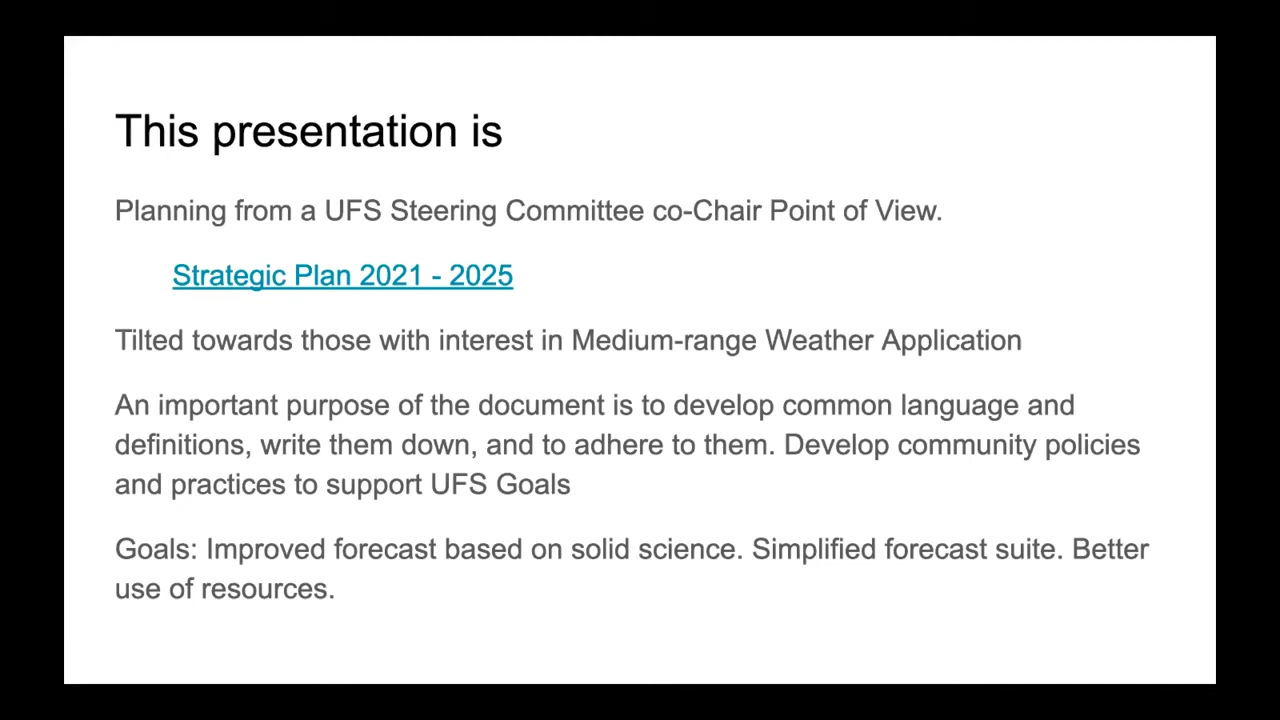 This presentation is
Planning from a UFS Steering Committee co-Chair Point of View.
Strategic Plan 2021 - 2025
Tilted towards those with interest in Medium-range Weather Application
An important purpose of the document is to develop common language and
definitions, write them down, and to adhere to them. Develop community policies
and practices to support UFS Goals
Goals: Improved forecast based on solid science. Simplified forecast suite. Better
use of resources.